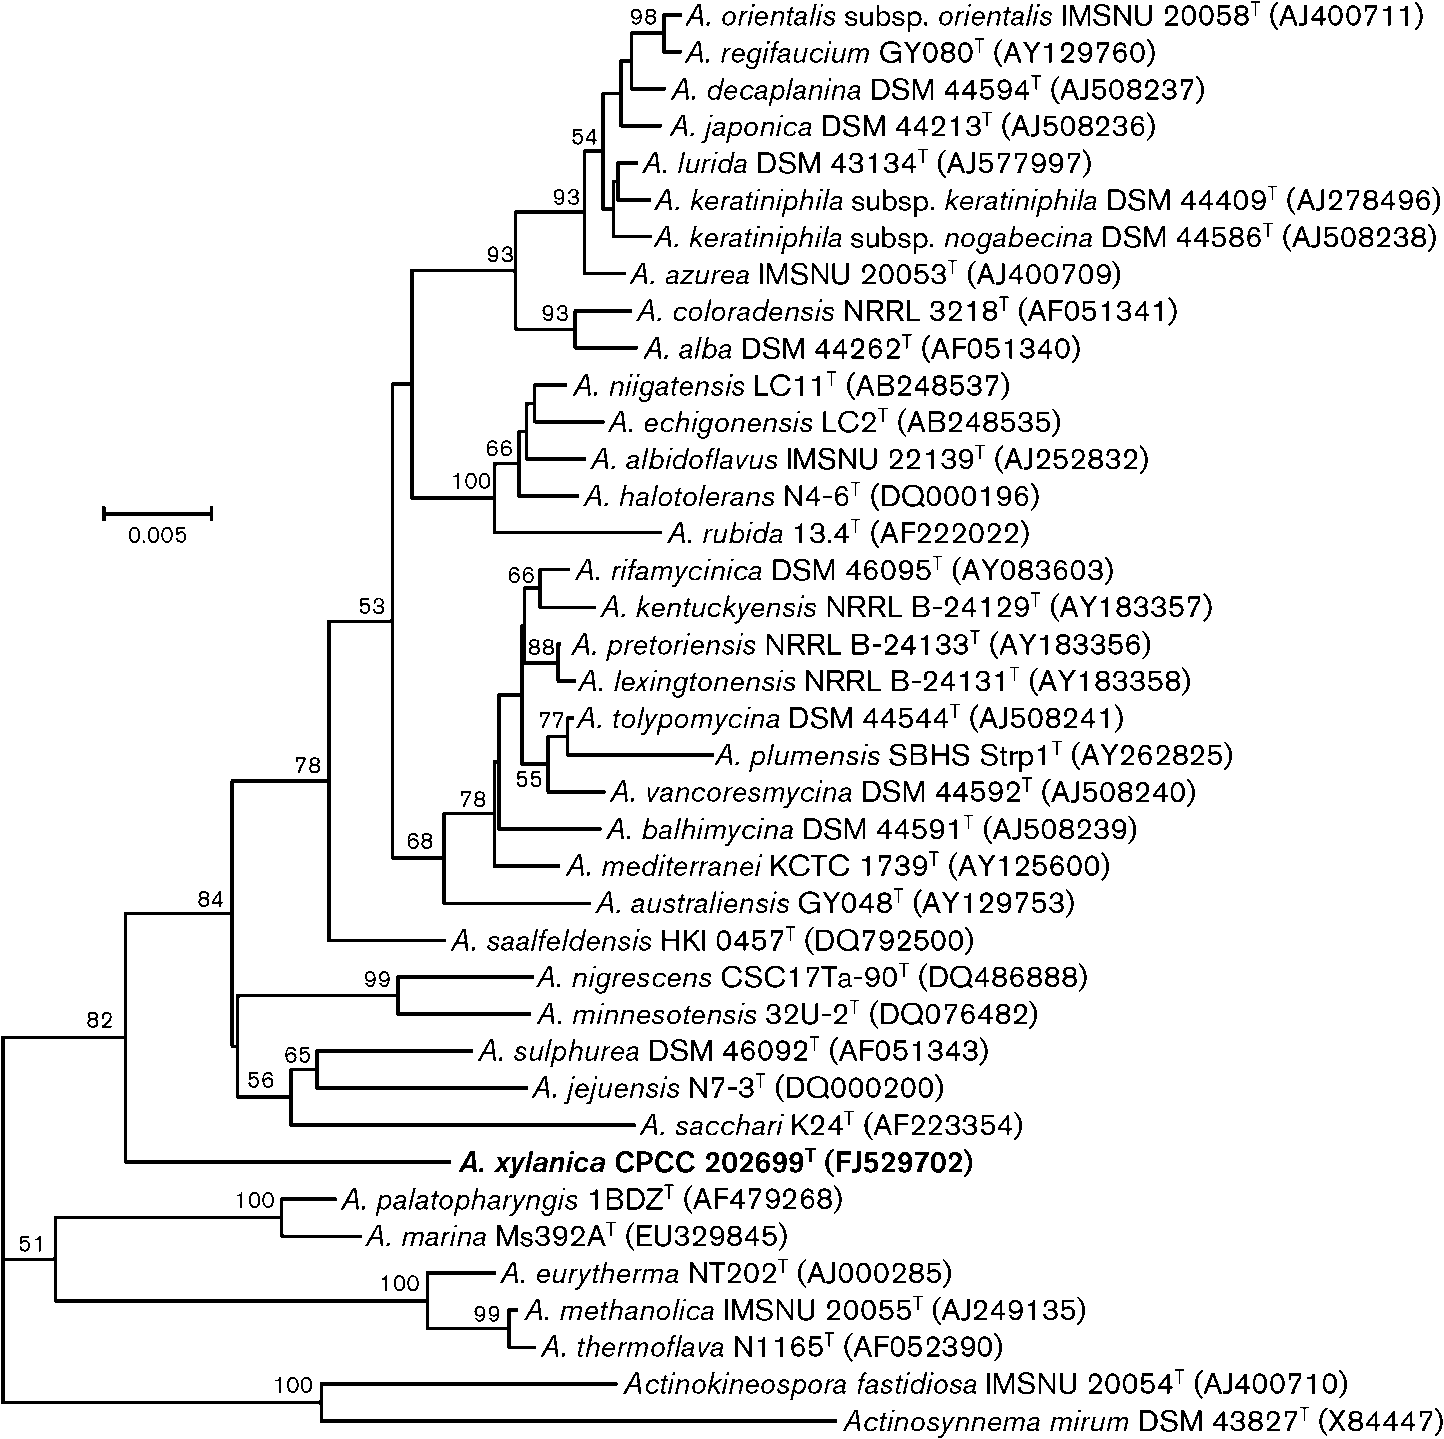 98
A. orientalis subsp. orientalis IMSNU 20058ᵀ (AJ400711)
A. regifaucium GY080ᵀ (AY129760)
A. decaplanina DSM 44594ᵀ (AJ508237)
A. japonica DSM 44213ᵀ (AJ508236)
54
A. lurida DSM 43134ᵀ (AJ577997)
A. keratiniphila subsp. keratiniphila DSM 44409ᵀ (AJ278496)
93
A. keratiniphila subsp. nogabecina DSM 44586ᵀ (AJ508238)
93
A. azurea IMSNU 20053ᵀ (AJ400709)
93
A. coloradensis NRRL 3218ᵀ (AF051341)
A. alba DSM 44262ᵀ (AF051340)
A. niigatensis LC11ᵀ (AB248537)
A. echigonensis LC2ᵀ (AB248535)
66
A. albidoflavus IMSNU 22139ᵀ (AJ252832)
100
A. halotolerans N4-6ᵀ (DQ000196)
0.005
A. rubida 13.4ᵀ (AF222022)
66
A. rifamycinica DSM 46095ᵀ (AY083603)
53
A. kentuckyensis NRRL B-24129ᵀ (AY183357)
88
A. pretoriensis NRRL B-24133ᵀ (AY183356)
A. lexingtonensis NRRL B-24131ᵀ (AY183358)
77
A. tolypomycina DSM 44544ᵀ (AJ508241)
78
A. plumensis SBHS Strp1ᵀ (AY262825)
55
A. vancoresmycina DSM 44592ᵀ (AJ508240)
78
A. balhimycina DSM 44591ᵀ (AJ508239)
68
A. mediterranei KCTC 1739ᵀ (AY125600)
84
A. australiensis GY048ᵀ (AY129753)
A. saalfeldensis HKI 0457ᵀ (DQ792500)
99
A. nigrescens CSC17Ta-90ᵀ (DQ486888)
82
A. minnesotensis 32U-2ᵀ (DQ076482)
65
A. sulphurea DSM 46092ᵀ (AF051343)
56
A. jejuensis N7-3ᵀ (DQ000200)
A. sacchari K24ᵀ (AF223354)
A. xylanica CPCC 202699ᵀ (FJ529702)
100
A. palatopharyngis 1BDZᵀ (AF479268)
51
A. marina Ms392Aᵀ (EU329845)
100
A. eurytherma NT202ᵀ (AJ000285)
99
A. methanolica IMSNU 20055ᵀ (AJ249135)
A. thermoflava N1165ᵀ (AF052390)
100
Actinokineospora fastidiosa IMSNU 20054ᵀ (AJ400710)
Actinosynnema mirum DSM 43827ᵀ (X84447)